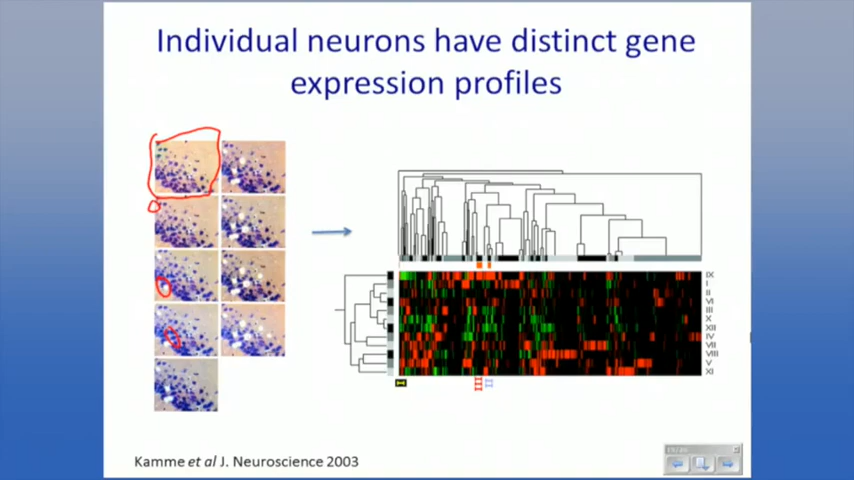 Individual neurons have distinct gene
expression profiles
IX
I
II
VI
III
X
XII
IV
VII
VIII
V
XI
Kamme et al J. Neuroscience 2003